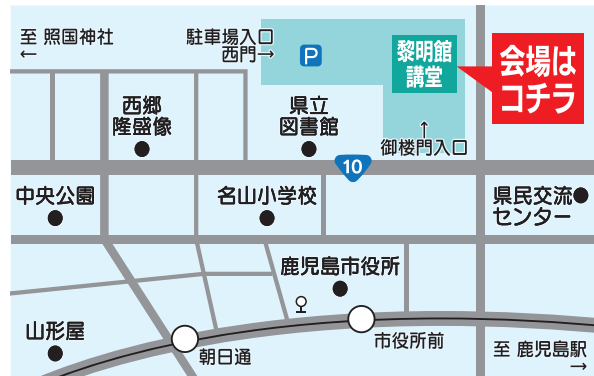 至 照国神社
←
駐車場入口
西門→
P
黎明館
講堂
会場は
コチラ
西郷
隆盛像
県立
図書館
↑
御楼門入口
10
中央公園
名山小学校
県民交流
センター
鹿児島市役所
山形屋
朝日通
市役所前
至 鹿児島駅
→